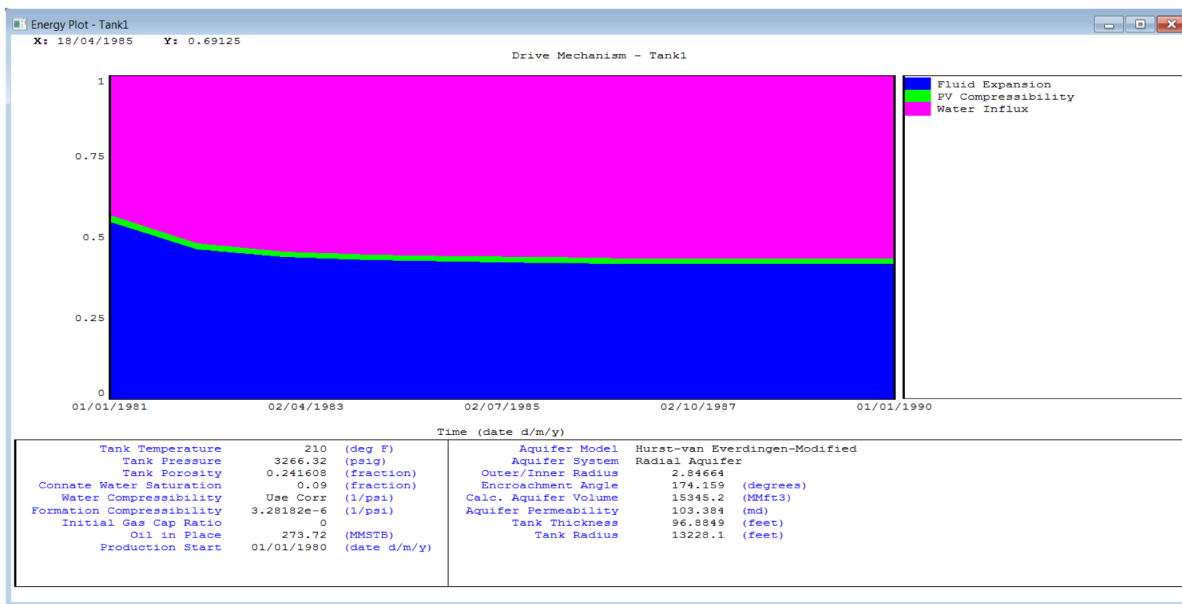 Energy Plot - Tank1
X: 18/04/1985 Y: 0.69125
Drive Mechanism - Tank1
1
0.75
0.5
0.25
0
Fluid Expansion
PV Compressibility
Water Influx
01/01/1981 02/04/1983 02/07/1985 02/10/1987 01/01/1990
Time (date d/m/y)
Tank Temperature 210 (deg F)
Tank Pressure 3266.32 (psig)
Tank Porosity 0.241608 (fraction)
Connate Water Saturation 0.09 (fraction)
Water Compressibility Use Corr (1/psi)
Formation Compressibility 3.28182e-6 (1/psi)
Initial Gas Cap Ratio 0
Oil in Place 273.72 (MMSTB)
Production Start 01/01/1980 (date d/m/y)
Aquifer Model Hurst-van Everdingen-Modified
Aquifer System Radial Aquifer
Outer/Inner Radius 2.84664
Encroachment Angle 174.159 (degrees)
Calc. Aquifer Volume 15345.2 (MMft3)
Aquifer Permeability 103.384 (md)
Tank Thickness 96.8849 (feet)
Tank Radius 13228.1 (feet)